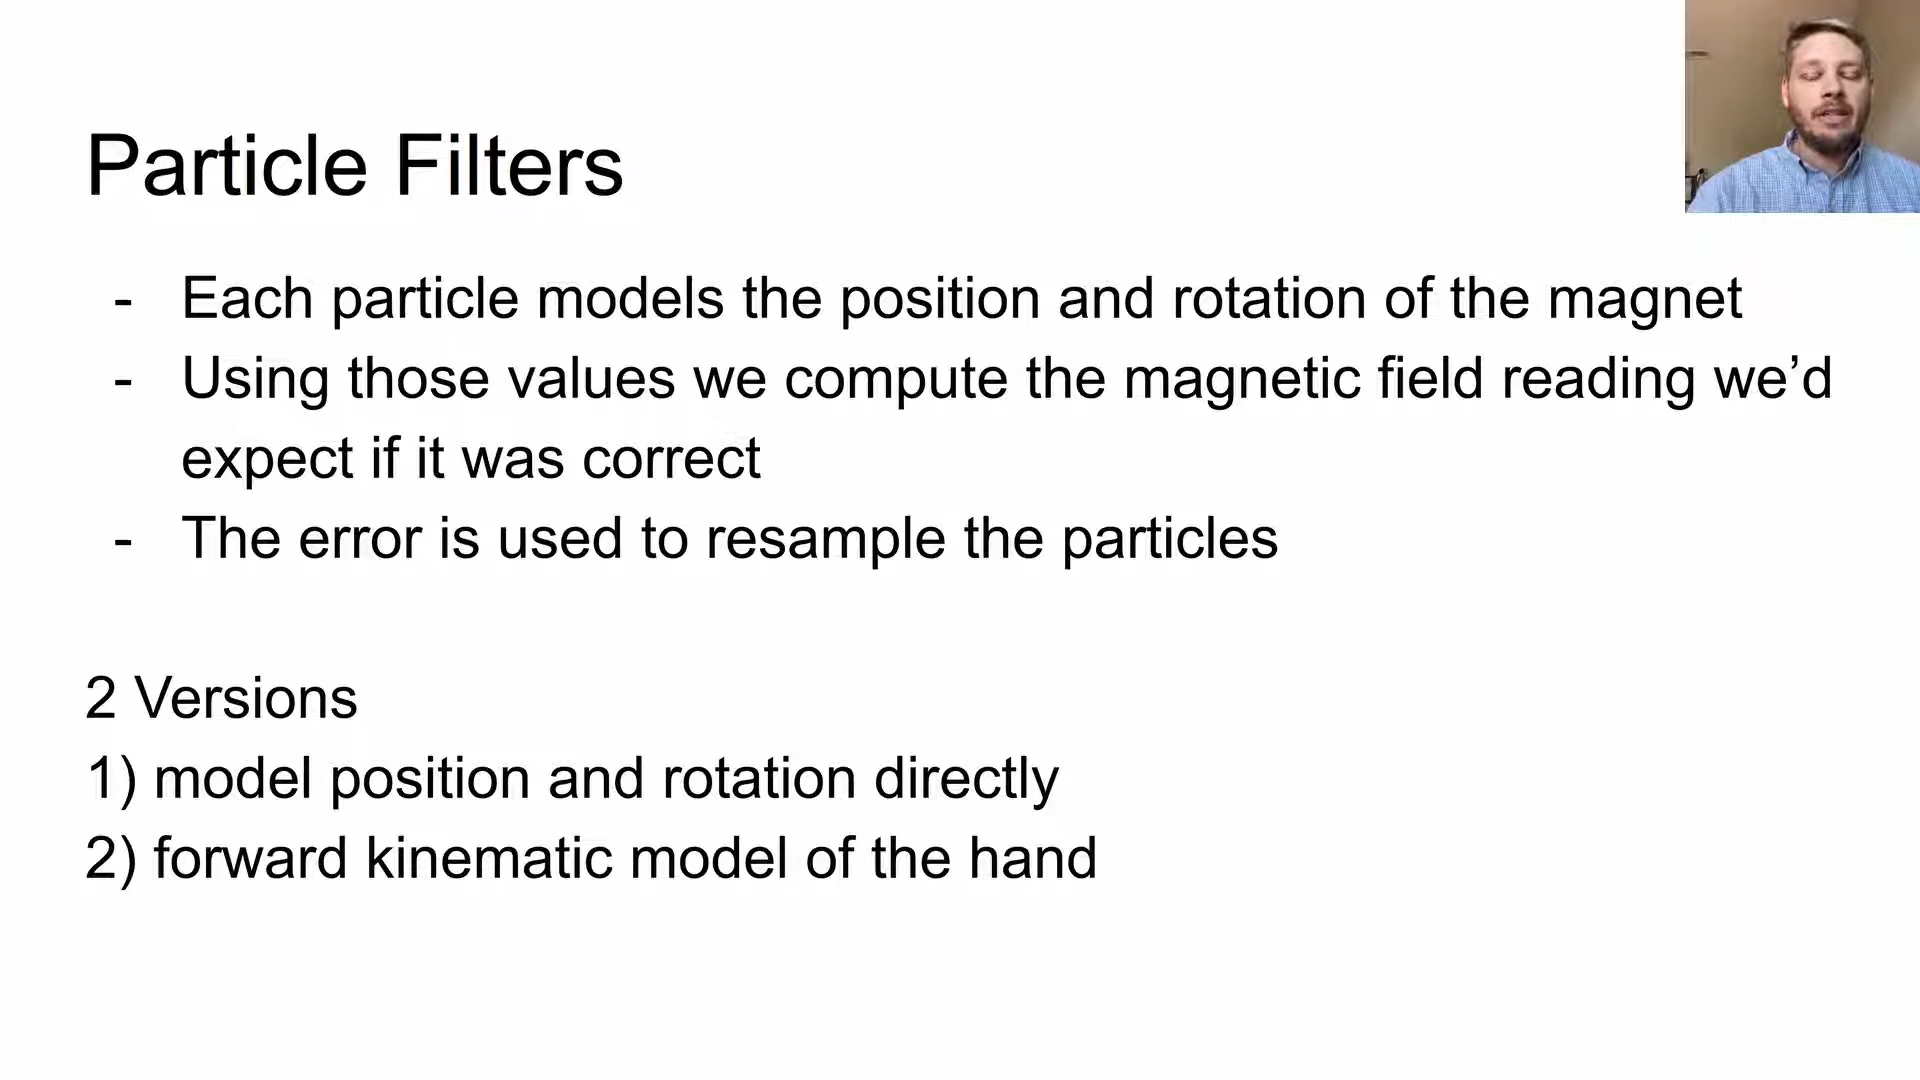 Particle Filters
- Each particle models the position and rotation of the magnet
- Using those values we compute the magnetic field reading we’d
expect if it was correct
- The error is used to resample the particles
2 Versions
1) model position and rotation directly
2) forward kinematic model of the hand